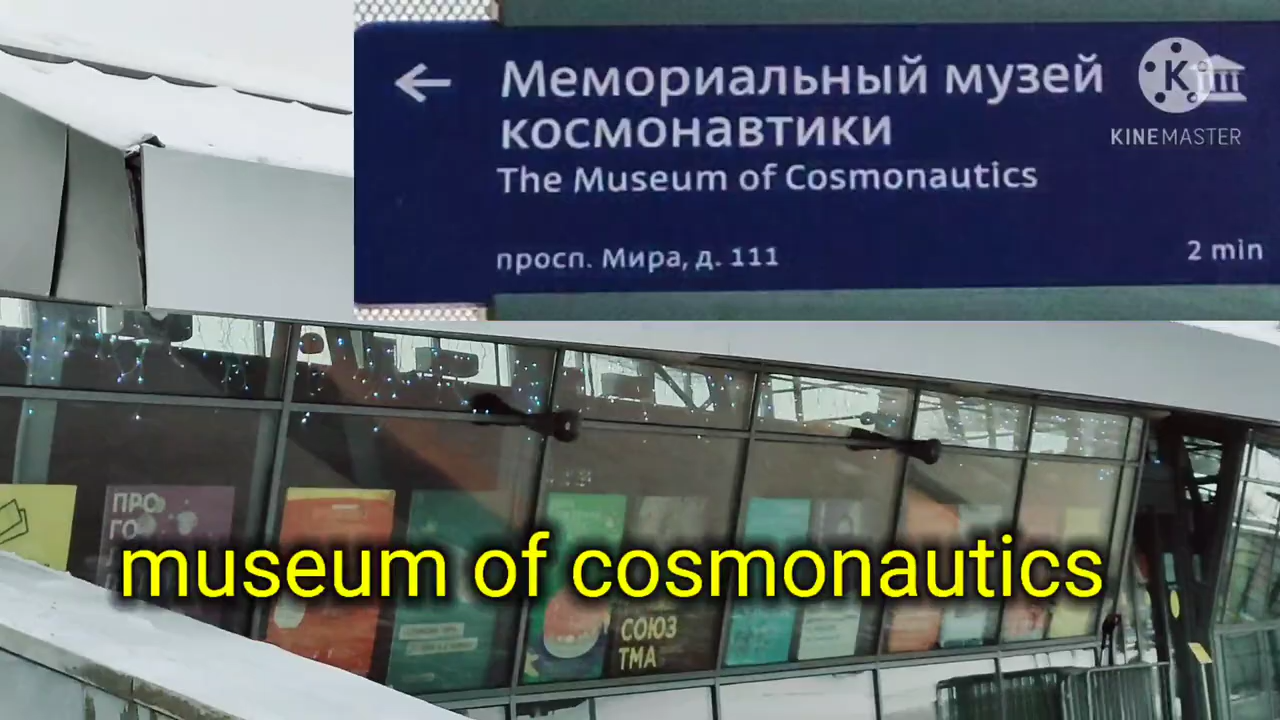 Мемориальный музей
космонавтики
The Museum of Cosmonautics
просп. Мира, д. 111
2 min
KINEMASTER
ПРО
ГО
museum of cosmonautics
СОЮЗ
ТМА